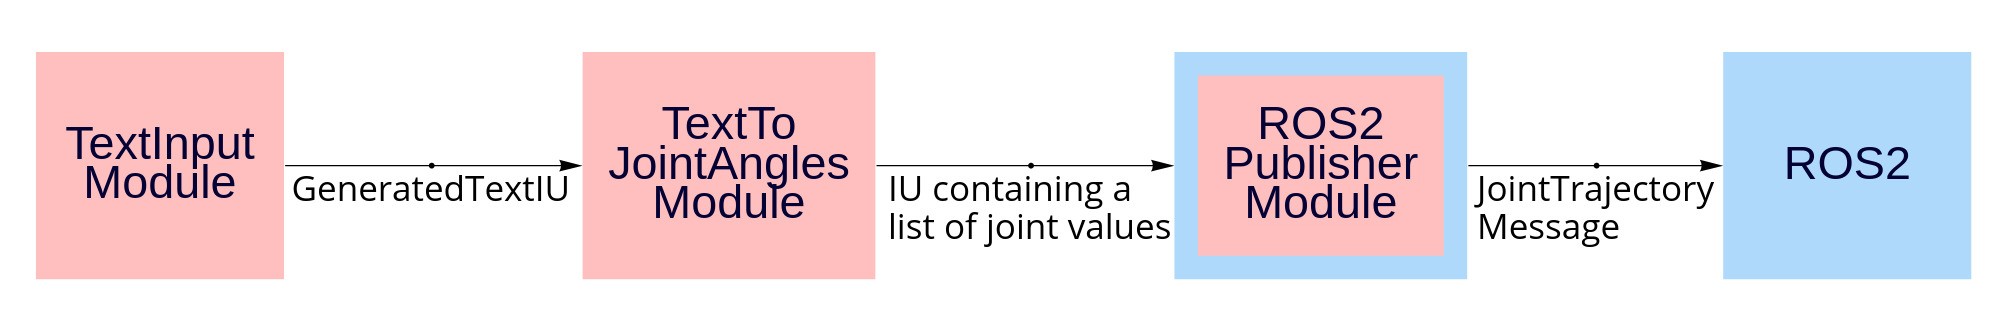 TextInput
Module
GeneratedTextIU
TextTo
JointAngles
Module
IU containing a
list of joint values
ROS2
Publisher
Module
JointTrajectory
Message
ROS2